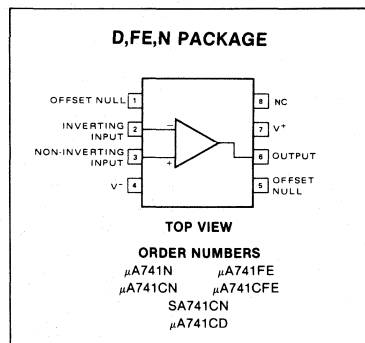 D,FE,N PACKAGE
OFFSET NULL 1
8 NC
INVERTING
INPUT 2 −
7 V+
NON-INVERTING
INPUT 3 +
6 OUTPUT
V− 4
5 OFFSET
NULL
TOP VIEW
ORDER NUMBERS
μA741N μA741FE
μA741CN μA741CFE
SA741CN
μA741CD